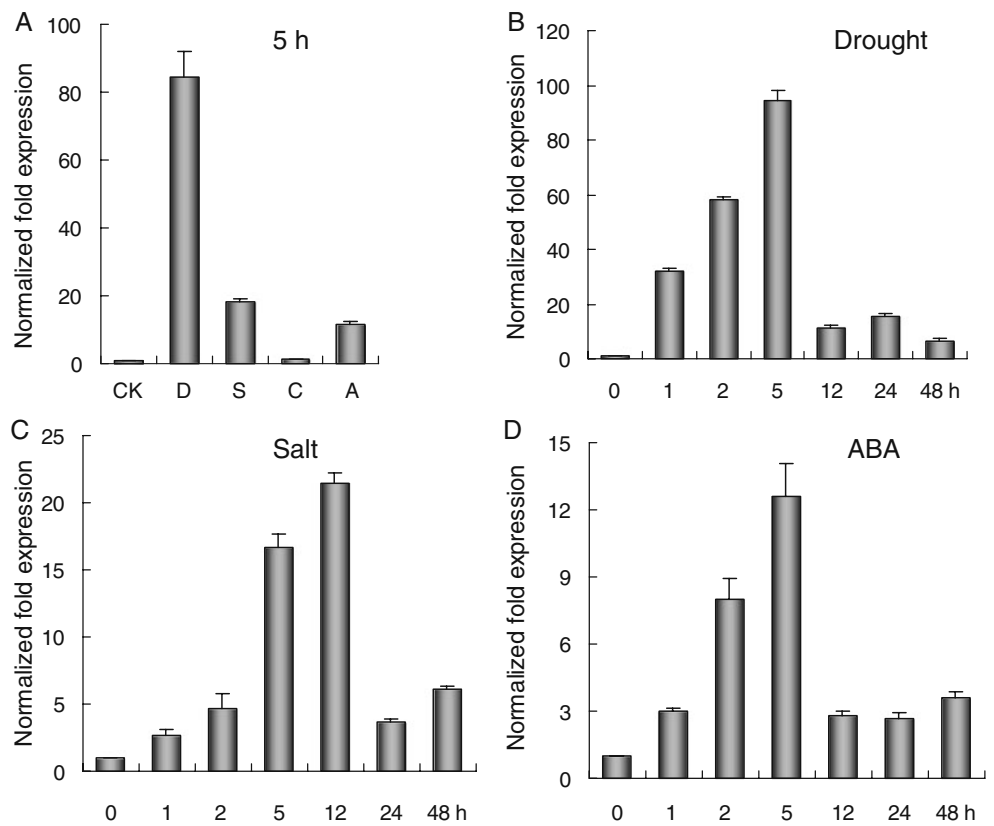 A
5 h
Normalized fold expression
100
80
60
40
20
0
CK D S C A
B
Drought
Normalized fold expression
120
100
80
60
40
20
0
0 1 2 5 12 24 48 h
C
Salt
Normalized fold expression
25
20
15
10
5
0
0 1 2 5 12 24 48 h
D
ABA
Normalized fold expression
15
12
9
6
3
0
0 1 2 5 12 24 48 h